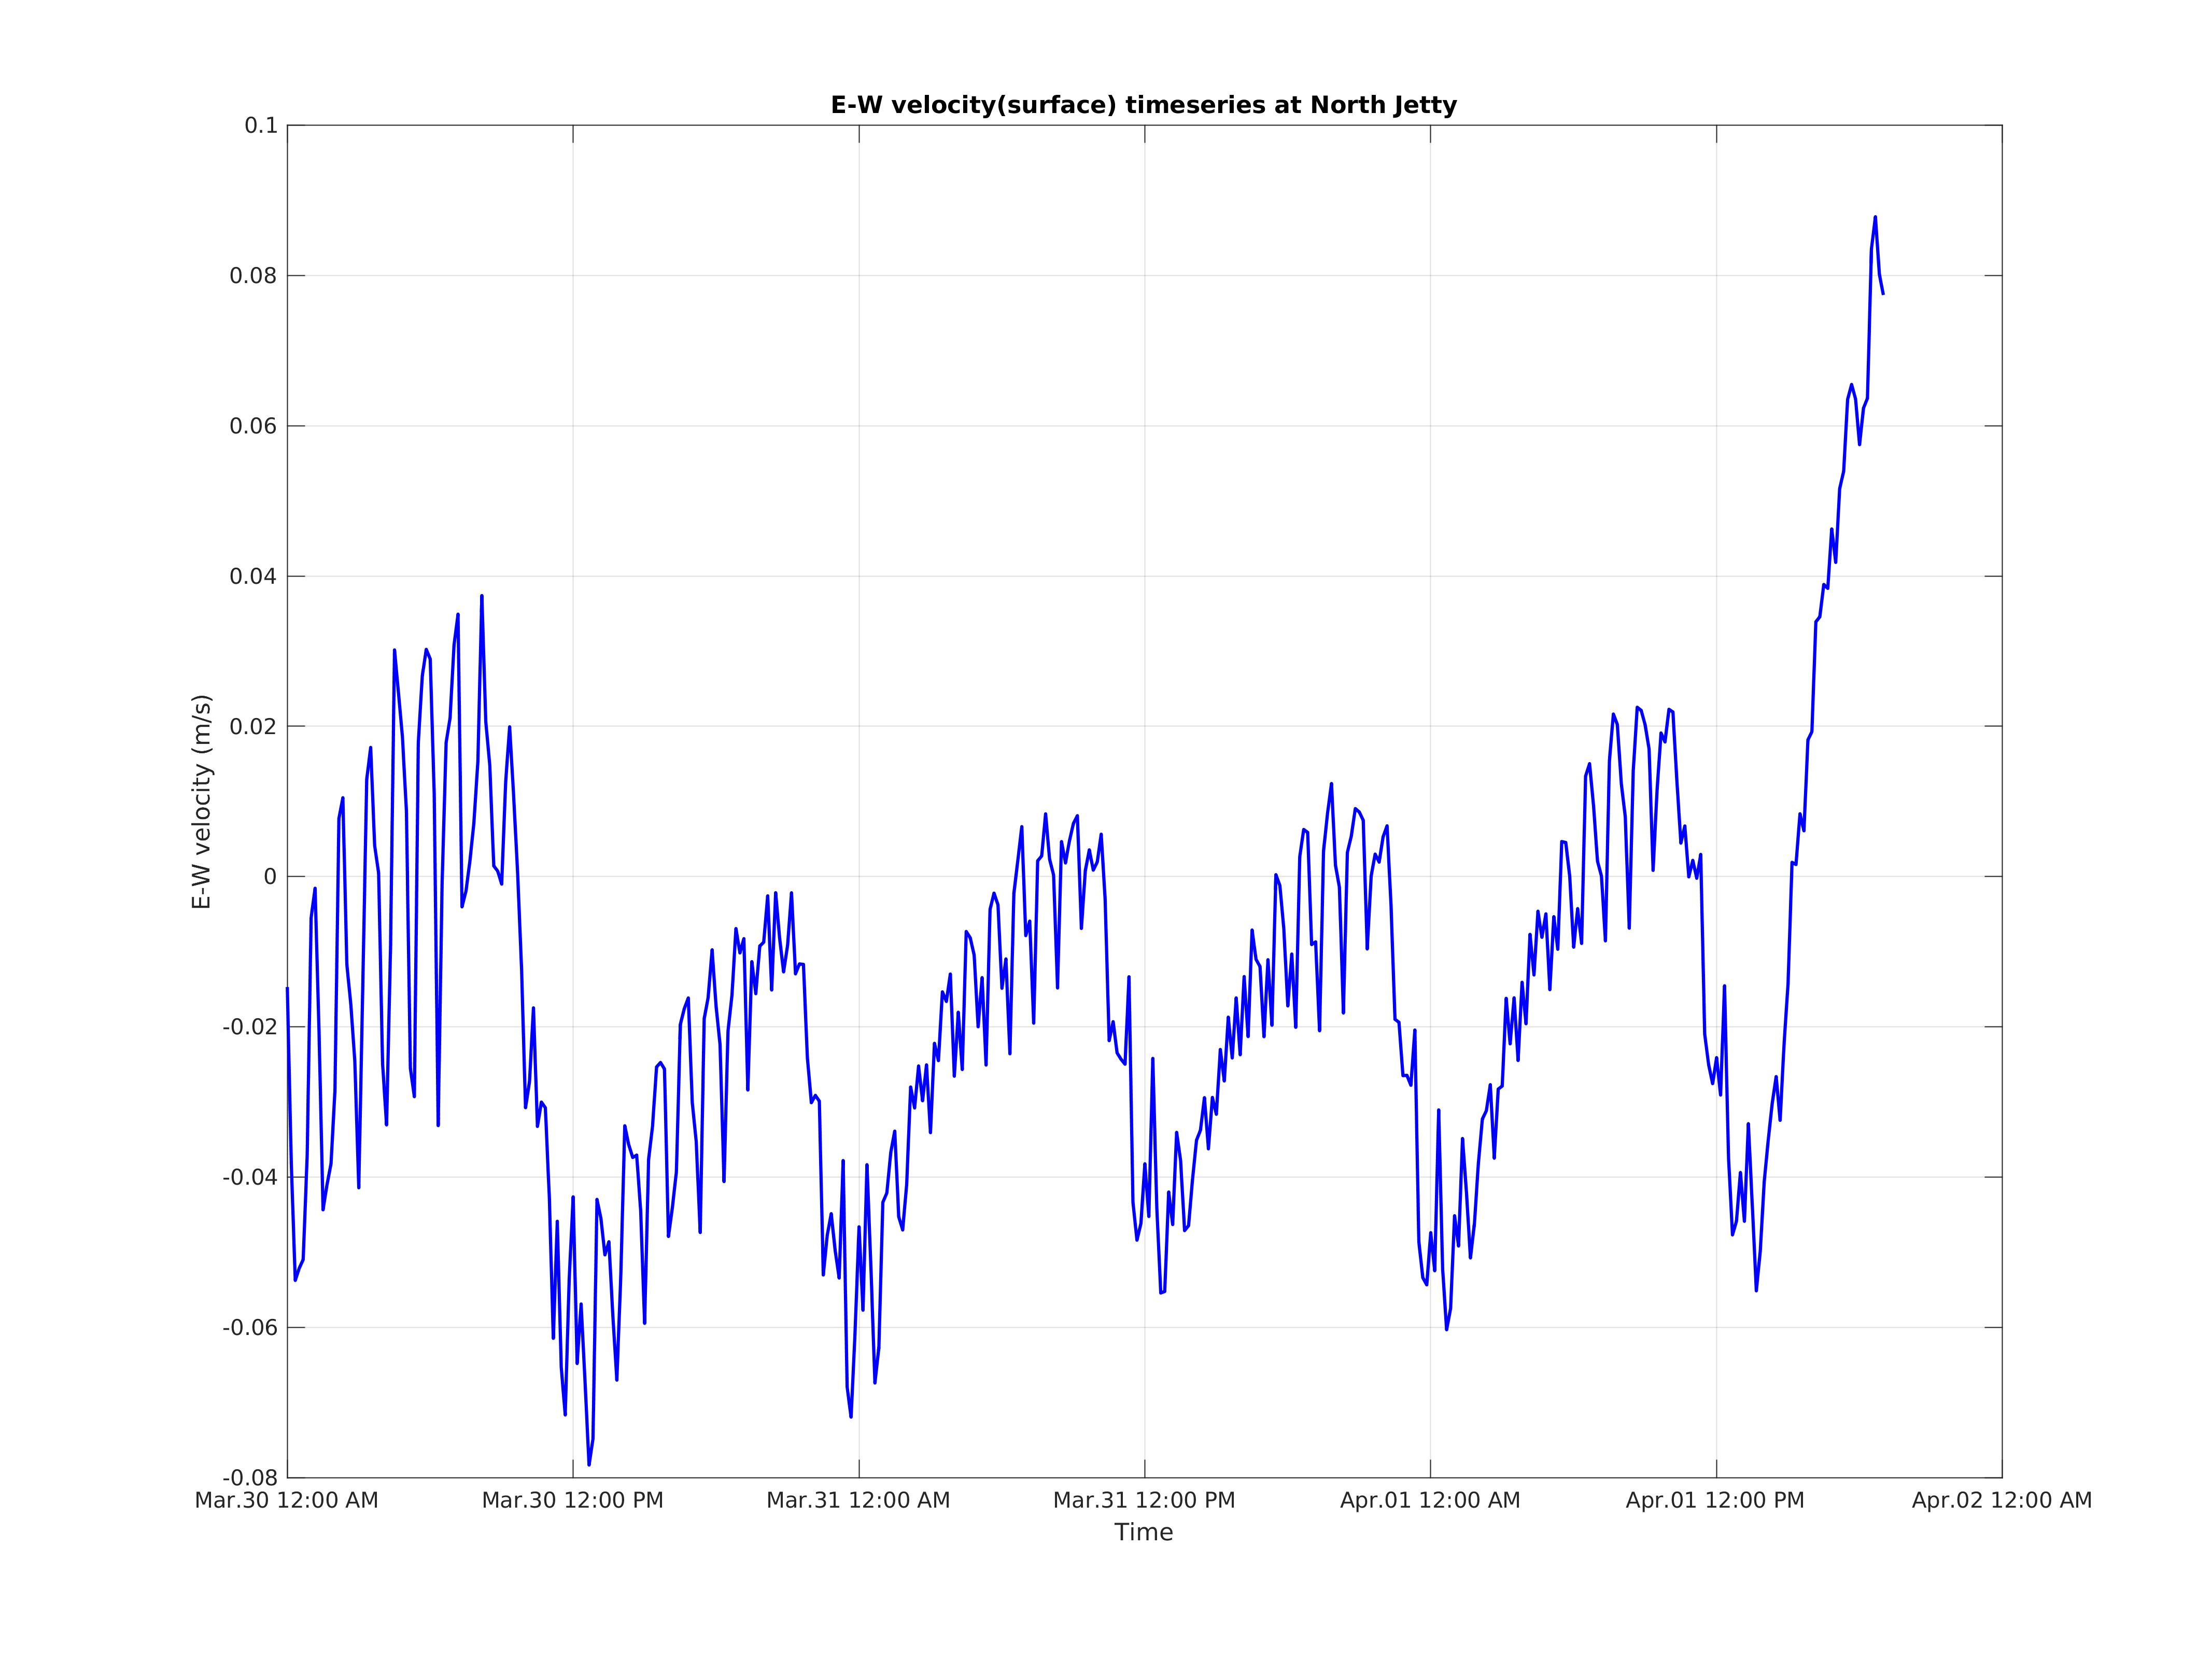 E-W velocity(surface) timeseries at North Jetty
0.1
0.08
0.06
0.04
0.02
0
-0.02
-0.04
-0.06
-0.08
E-W velocity (m/s)
Mar.30 12:00 AM Mar.30 12:00 PM Mar.31 12:00 AM Mar.31 12:00 PM Apr.01 12:00 AM Apr.01 12:00 PM Apr.02 12:00 AM
Time